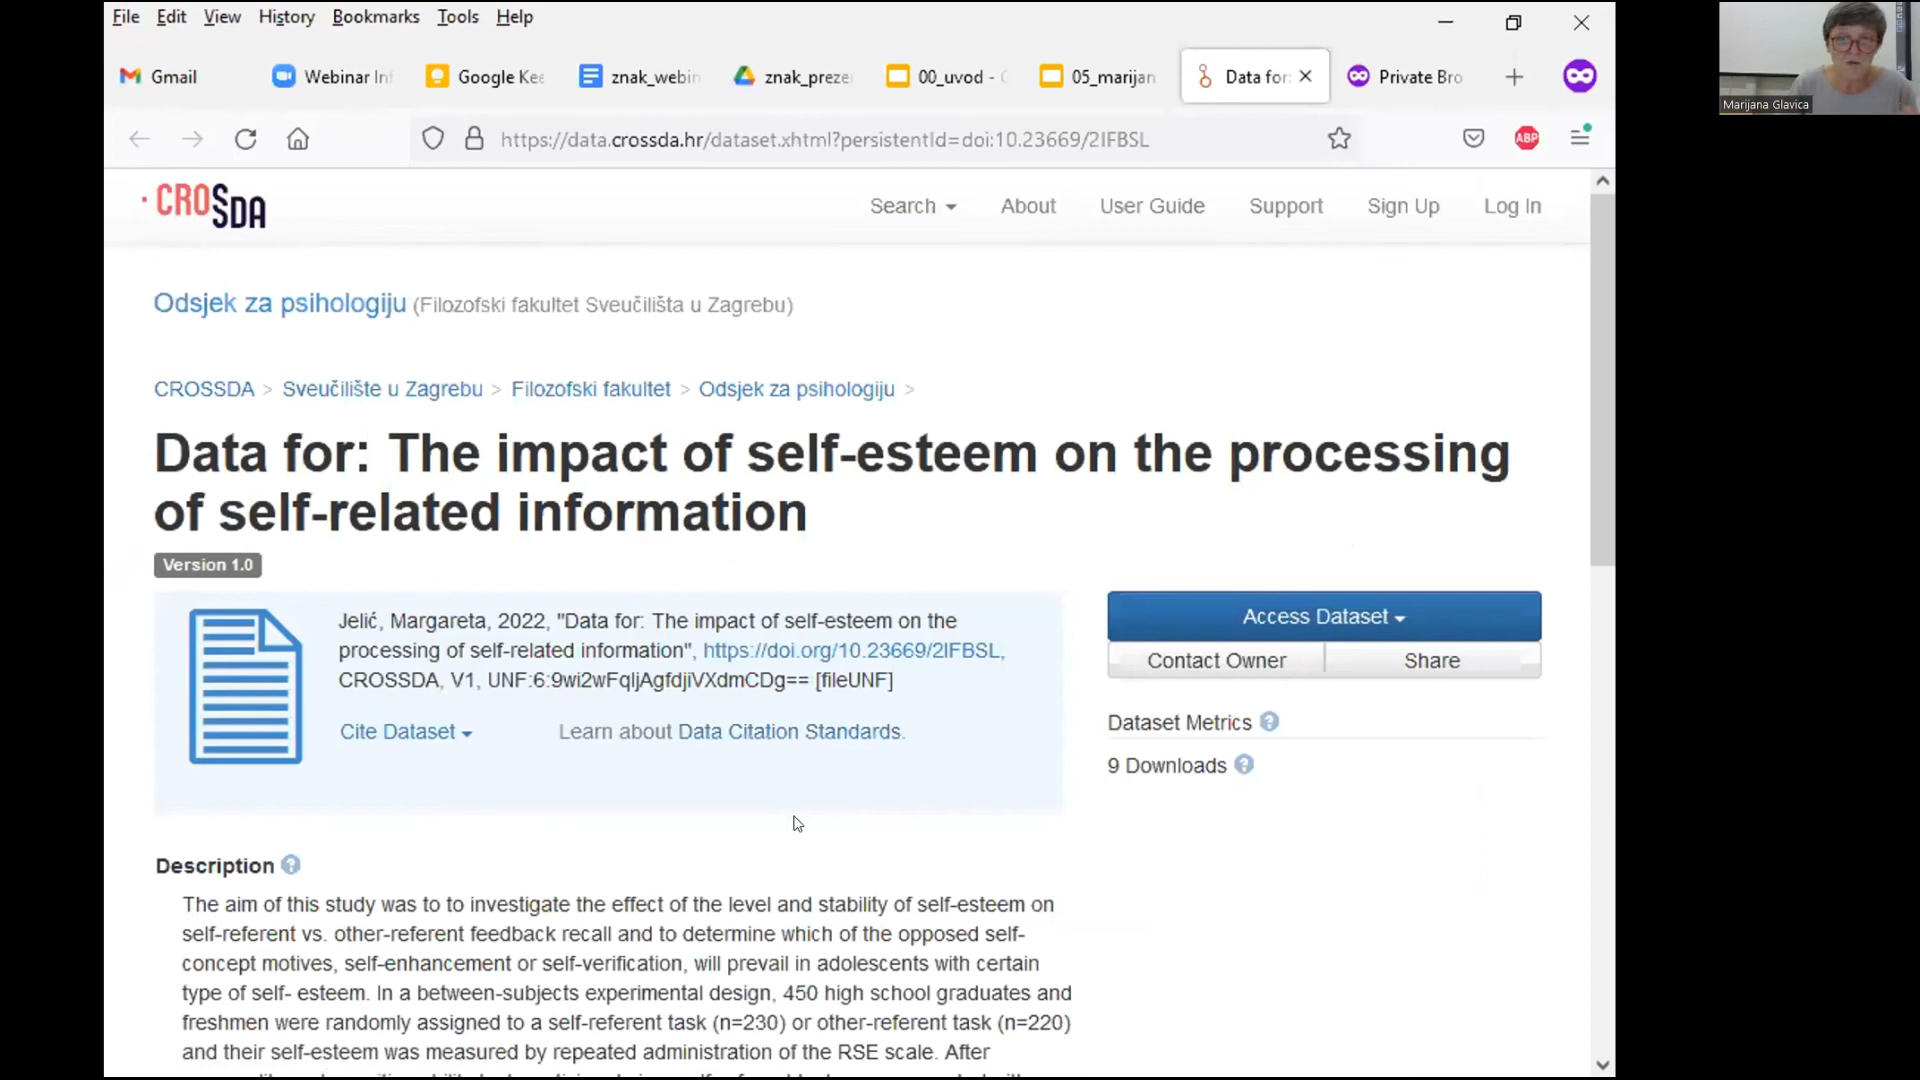 File Edit View History Bookmarks Tools Help
Gmail Webinar Inf Google Kee znak_webin znak_preze 00_uvod - 05_marijan Data for: Private Bro
https://data.crossda.hr/dataset.xhtml?persistentId=doi:10.23669/2IFBSL
ABP
Marijana Glavica
CROSSDA
Search About User Guide Support Sign Up Log In
Odsjek za psihologiju (Filozofski fakultet Sveučilišta u Zagrebu)
CROSSDA > Sveučilište u Zagrebu > Filozofski fakultet > Odsjek za psihologiju >
Data for: The impact of self-esteem on the processing
of self-related information
Version 1.0
Jelić, Margareta, 2022, "Data for: The impact of self-esteem on the
processing of self-related information", https://doi.org/10.23669/2IFBSL,
CROSSDA, V1, UNF:6:9wi2wFqljAgfdjiVXdmCDg== [fileUNF]
Cite Dataset Learn about Data Citation Standards.
Access Dataset
Contact Owner Share
Dataset Metrics
9 Downloads
Description
The aim of this study was to to investigate the effect of the level and stability of self-esteem on
self-referent vs. other-referent feedback recall and to determine which of the opposed self-
concept motives, self-enhancement or self-verification, will prevail in adolescents with certain
type of self- esteem. In a between-subjects experimental design, 450 high school graduates and
freshmen were randomly assigned to a self-referent task (n=230) or other-referent task (n=220)
and their self-esteem was measured by repeated administration of the RSE scale. After